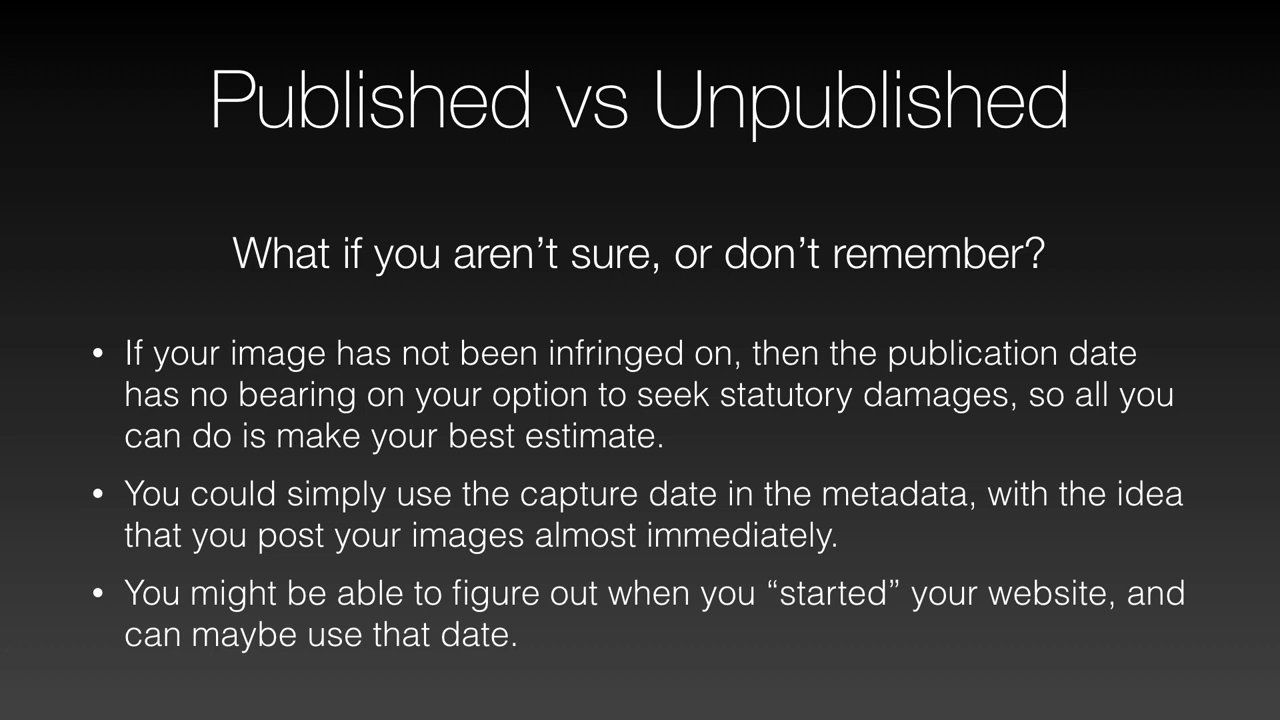 Published vs Unpublished
What if you aren’t sure, or don’t remember?
• If your image has not been infringed on, then the publication date
has no bearing on your option to seek statutory damages, so all you
can do is make your best estimate.
• You could simply use the capture date in the metadata, with the idea
that you post your images almost immediately.
• You might be able to figure out when you “started” your website, and
can maybe use that date.